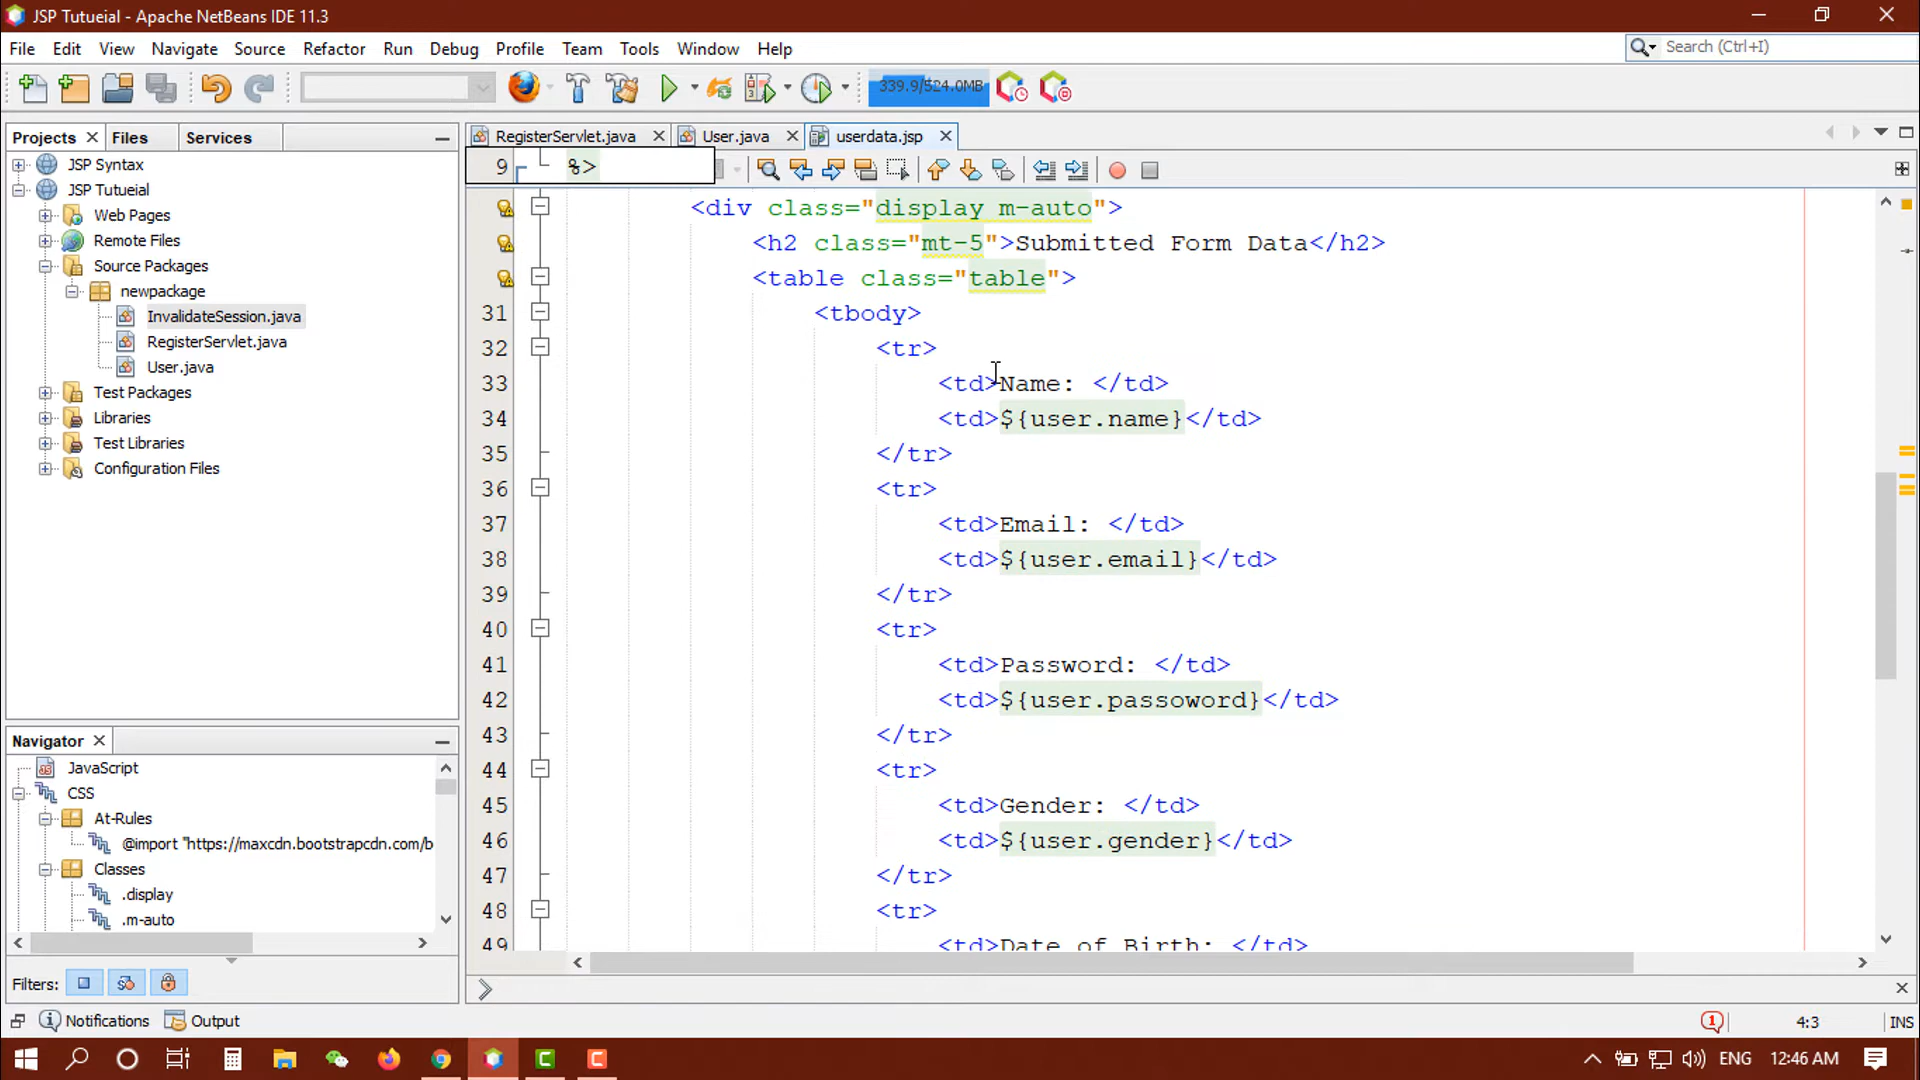 JSP Tutueial - Apache NetBeans IDE 11.3
File Edit View Navigate Source Refactor Run Debug Profile Team Tools Window Help
Search (Ctrl+I)
339.9/524.0MB
Projects Files Services
RegisterServlet.java User.java userdata.jsp
9 %>
JSP Syntax
JSP Tutueial
Web Pages
Remote Files
Source Packages
newpackage
InvalidateSession.java
RegisterServlet.java
User.java
Test Packages
Libraries
Test Libraries
Configuration Files
<div class="display m-auto">
<h2 class="mt-5">Submitted Form Data</h2>
<table class="table">
31 <tbody>
32 <tr>
33 <td>Name: </td>
34 <td>${user.name}</td>
35 </tr>
36 <tr>
37 <td>Email: </td>
38 <td>${user.email}</td>
39 </tr>
40 <tr>
41 <td>Password: </td>
42 <td>${user.passoword}</td>
43 </tr>
44 <tr>
45 <td>Gender: </td>
46 <td>${user.gender}</td>
47 </tr>
48 <tr>
49 <td>Date of Birth: </td>
Navigator
JavaScript
CSS
At-Rules
@import "https://maxcdn.bootstrapcdn.com/b
Classes
.display
.m-auto
Filters:
Notifications Output
1
4:3 INS
ENG 12:46 AM